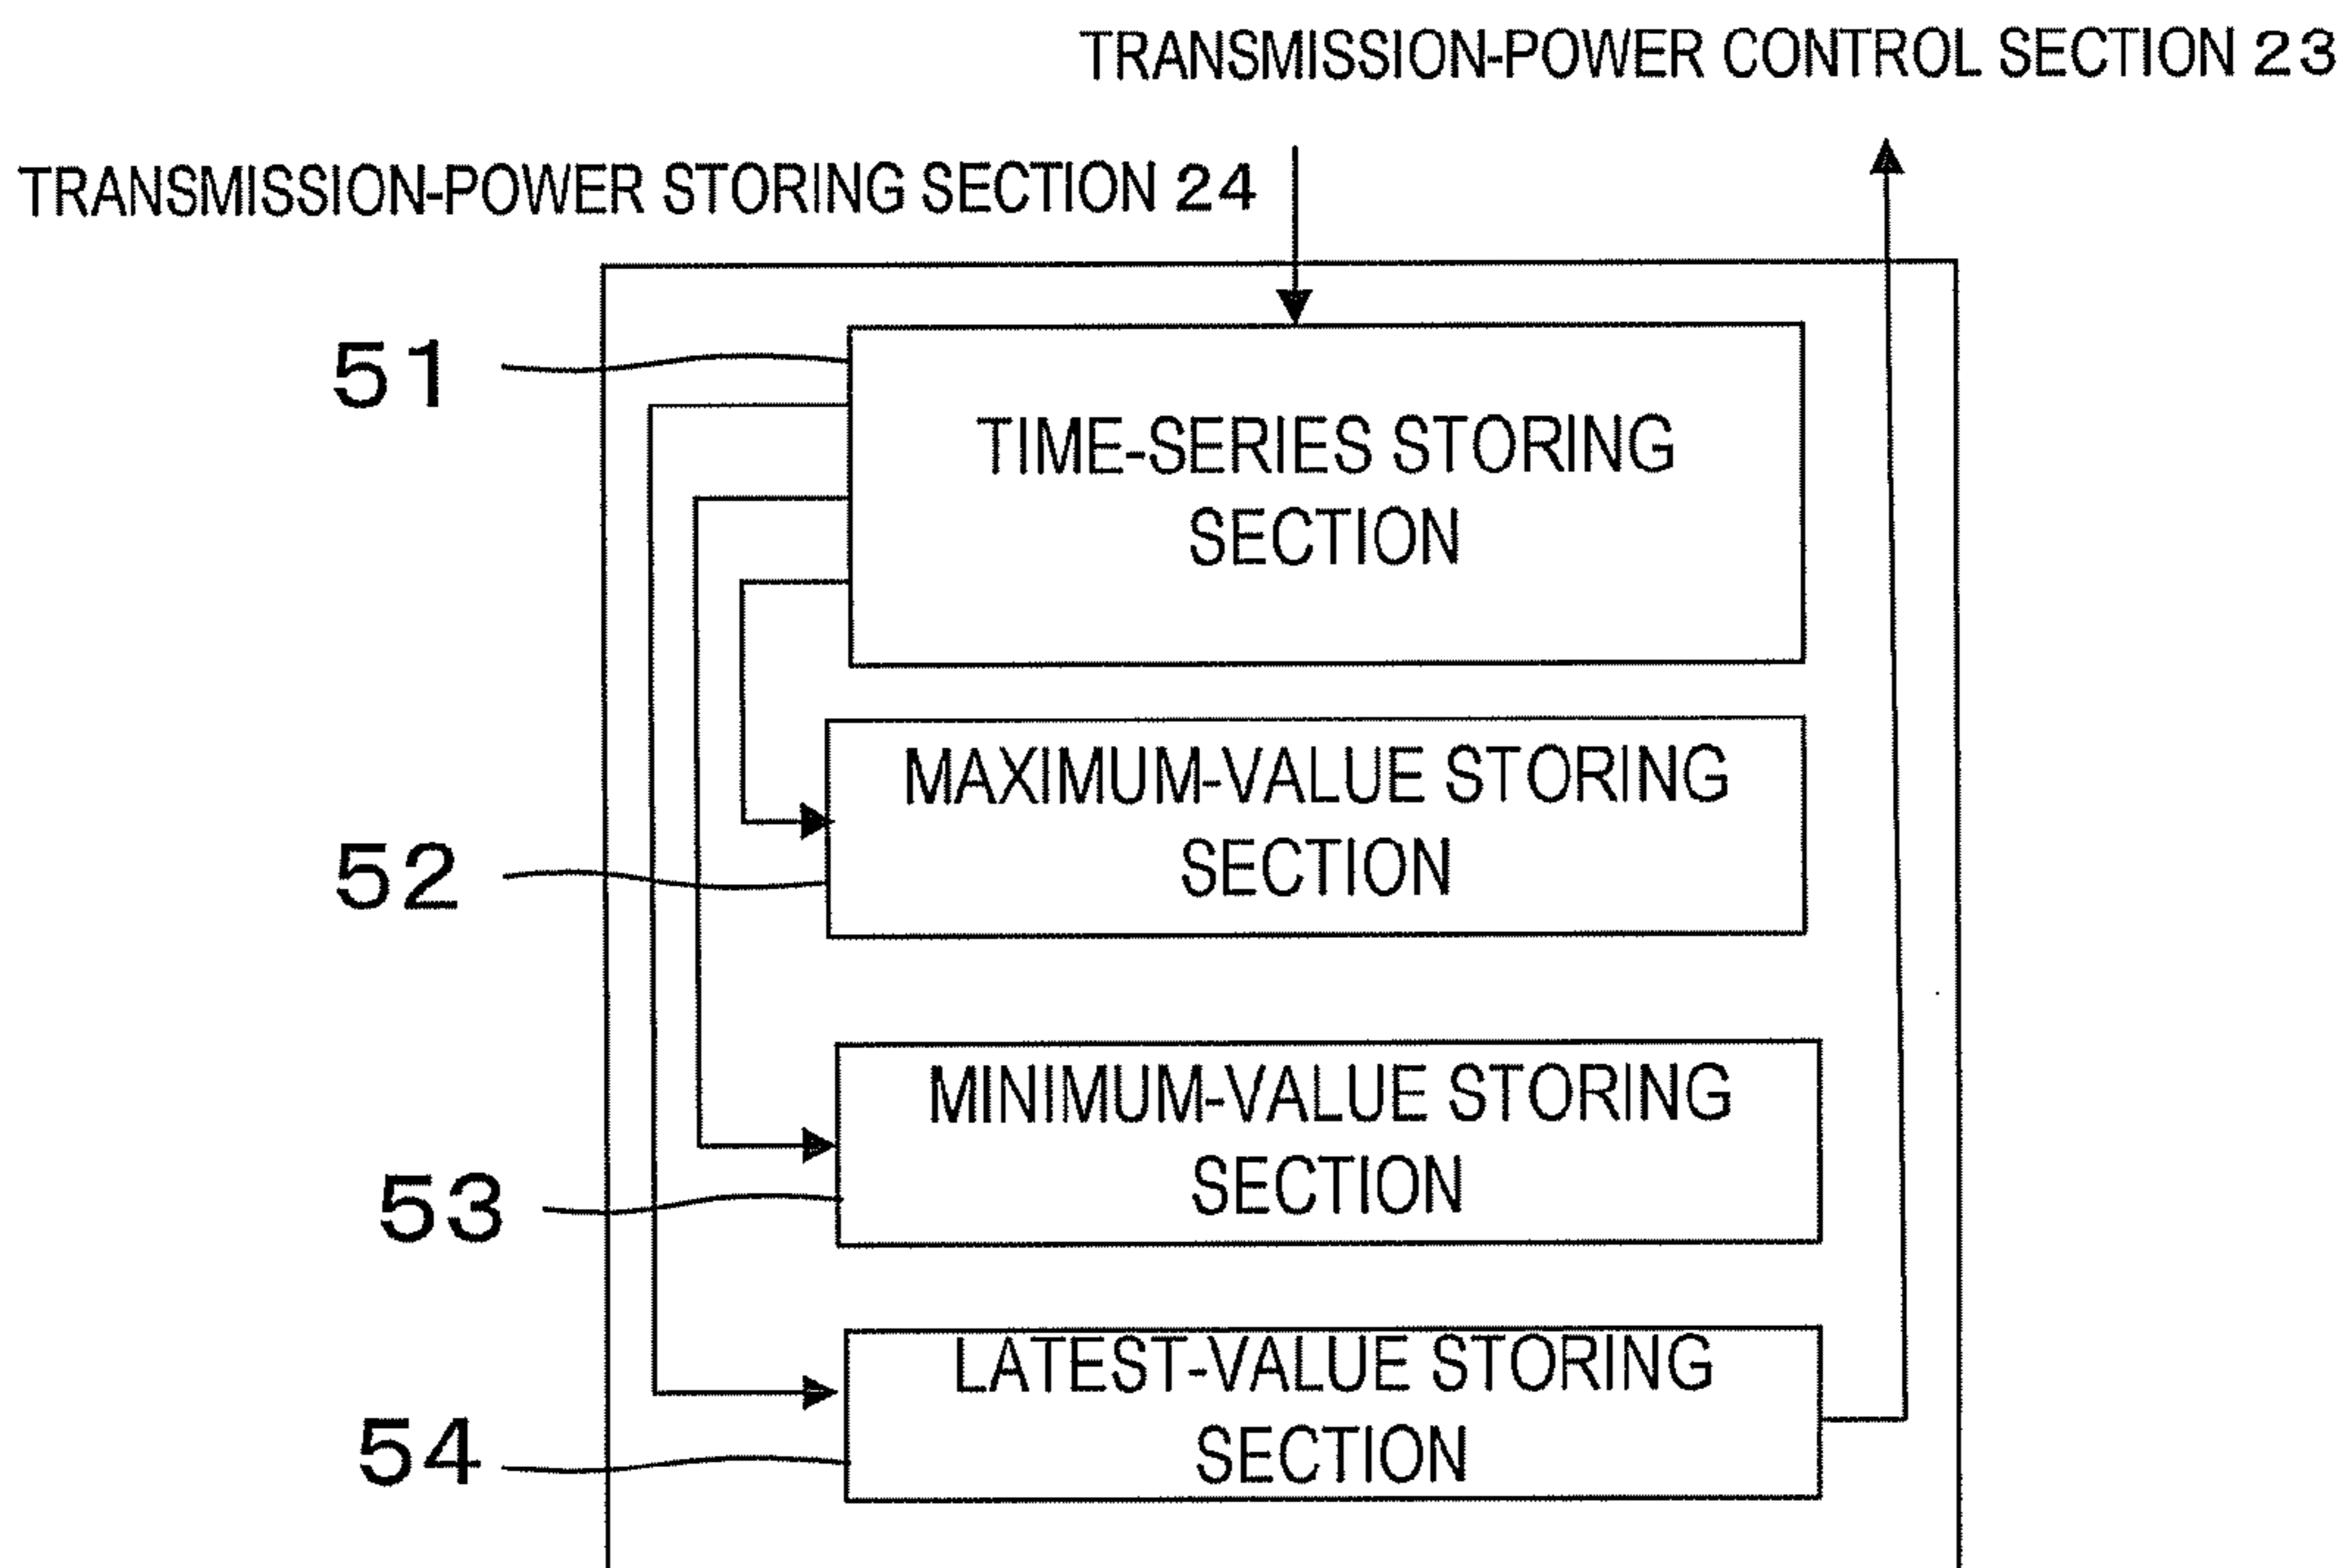 TRANSMISSION-POWER CONTROL SECTION 23
TRANSMISSION-POWER STORING SECTION 24
51
TIME-SERIES STORING
SECTION
MAXIMUM-VALUE STORING
SECTION
52
MINIMUM-VALUE STORING
SECTION
53
LATEST-VALUE STORING
SECTION
54